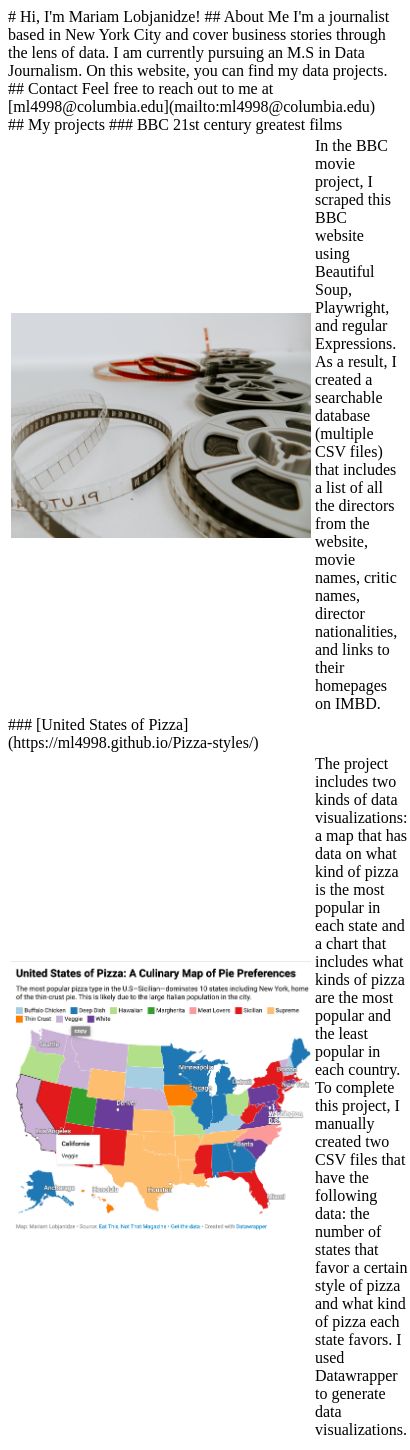 # Hi, I'm Mariam Lobjanidze! ## About Me I'm a journalist
based in New York City and cover business stories through
the lens of data. I am currently pursuing an M.S in Data
Journalism. On this website, you can find my data projects.
## Contact Feel free to reach out to me at
[ml4998@columbia.edu](mailto:ml4998@columbia.edu)
## My projects ### BBC 21st century greatest films
In the BBC
movie
project, I
scraped this
BBC
website
using
Beautiful
Soup,
Playwright,
and regular
Expressions.
As a result, I
created a
searchable
database
(multiple
CSV files)
that includes
a list of all
the directors
from the
website,
movie
names, critic
names,
director
nationalities,
and links to
their
homepages
on IMBD.
### [United States of Pizza]
(https://ml4998.github.io/Pizza-styles/)
United States of Pizza: A Culinary Map of Pie Preferences
The most popular pizza type in the U.S–Sicilian–dominates 10 states including New York, home
of the thin-crust pie. This is likely due to the large Italian population in the city.
Buffalo Chicken Deep Dish Hawaiian Margherita Meat Lovers Sicilian Supreme
Thin Crust Veggie White
Seattle
Minneapolis
Boston
Detroit
New York
Chicago
Denver
Washington
D.C.
Los Angeles
California
Veggie
Atlanta
Anchorage
Honolulu
Houston
Miami
Map: Mariam Lobjanidze • Source: Eat This, Not That Magazine • Get the data • Created with Datawrapper
The project
includes two
kinds of data
visualizations:
a map that has
data on what
kind of pizza
is the most
popular in
each state and
a chart that
includes what
kinds of pizza
are the most
popular and
the least
popular in
each country.
To complete
this project, I
manually
created two
CSV files that
have the
following
data: the
number of
states that
favor a certain
style of pizza
and what kind
of pizza each
state favors. I
used
Datawrapper
to generate
data
visualizations.